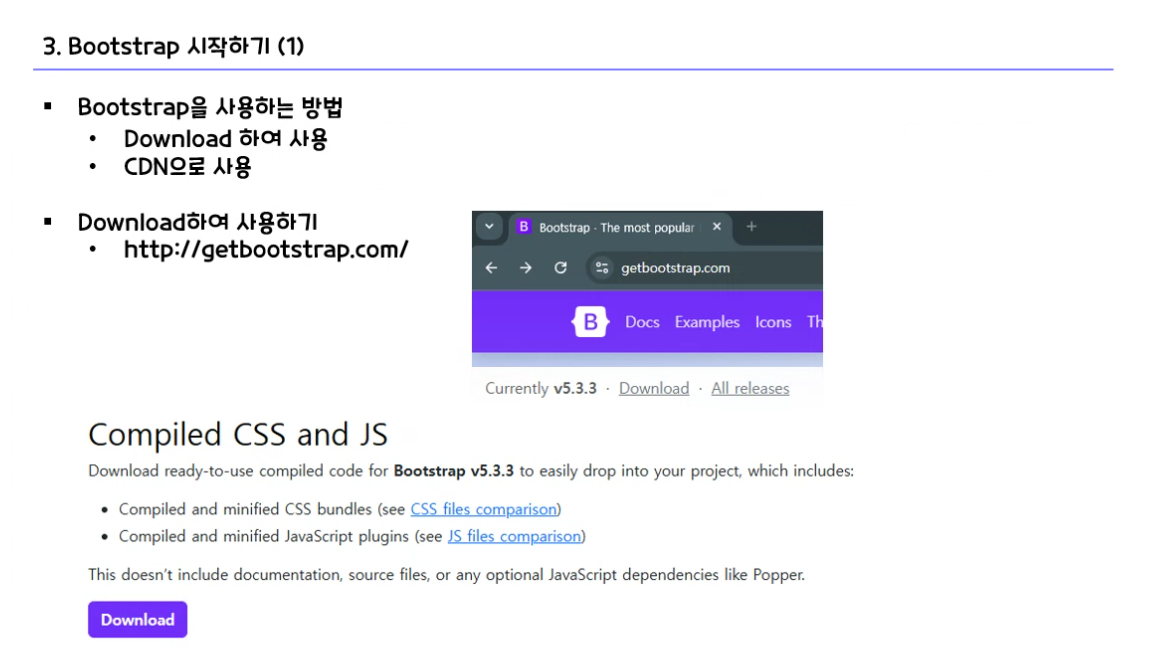 3. Bootstrap 시작하기 (1)
▪ Bootstrap을 사용하는 방법
• Download 하여 사용
• CDN으로 사용
▪ Download하여 사용하기
• http://getbootstrap.com/
B Bootstrap · The most popular
getbootstrap.com
B Docs Examples Icons Th
Currently v5.3.3 · Download · All releases
Compiled CSS and JS
Download ready-to-use compiled code for Bootstrap v5.3.3 to easily drop into your project, which includes:
• Compiled and minified CSS bundles (see CSS files comparison)
• Compiled and minified JavaScript plugins (see JS files comparison)
This doesn't include documentation, source files, or any optional JavaScript dependencies like Popper.
Download